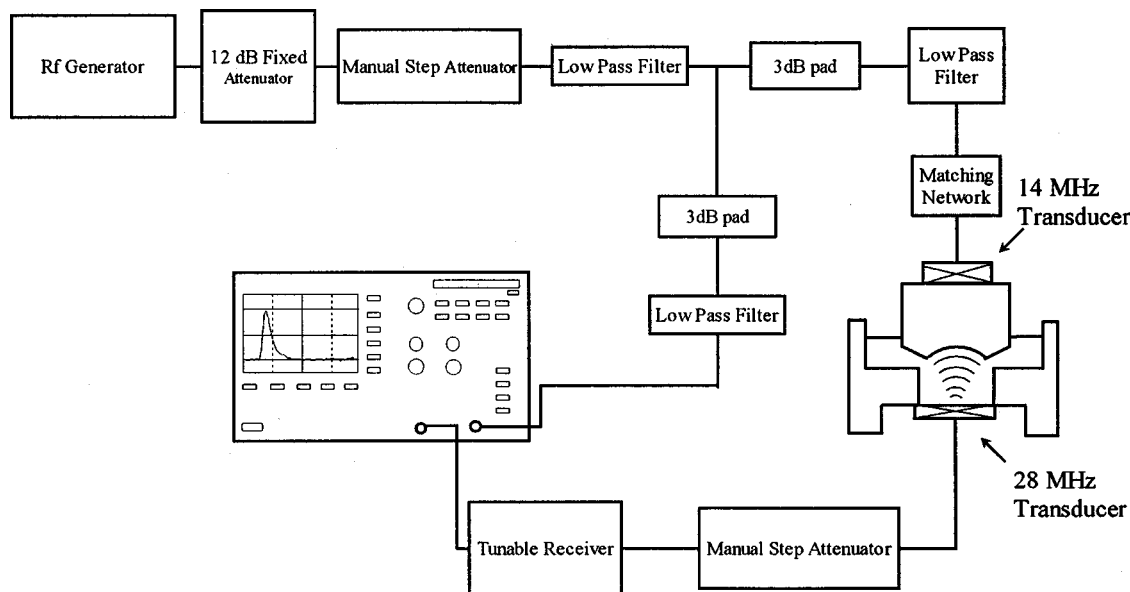 Rf Generator
12 dB Fixed
Attenuator
Manual Step Attenuator
Low Pass Filter
3dB pad
Low Pass
Filter
Matching
Network
14 MHz
Transducer
3dB pad
Low Pass Filter
28 MHz
Transducer
Tunable Receiver
Manual Step Attenuator